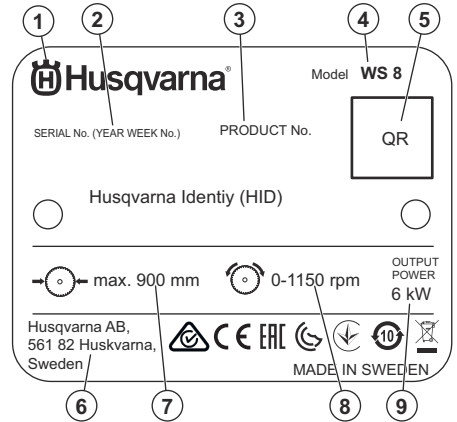 1
2
3
4
5
Husqvarna®
Model WS 8
SERIAL No. (YEAR WEEK No.)
PRODUCT No.
QR
Husqvarna Identiy (HID)
max. 900 mm
0-1150 rpm
OUTPUT
POWER
6 kW
Husqvarna AB,
561 82 Huskvarna,
Sweden
CE EAC 10
MADE IN SWEDEN
6
7
8
9